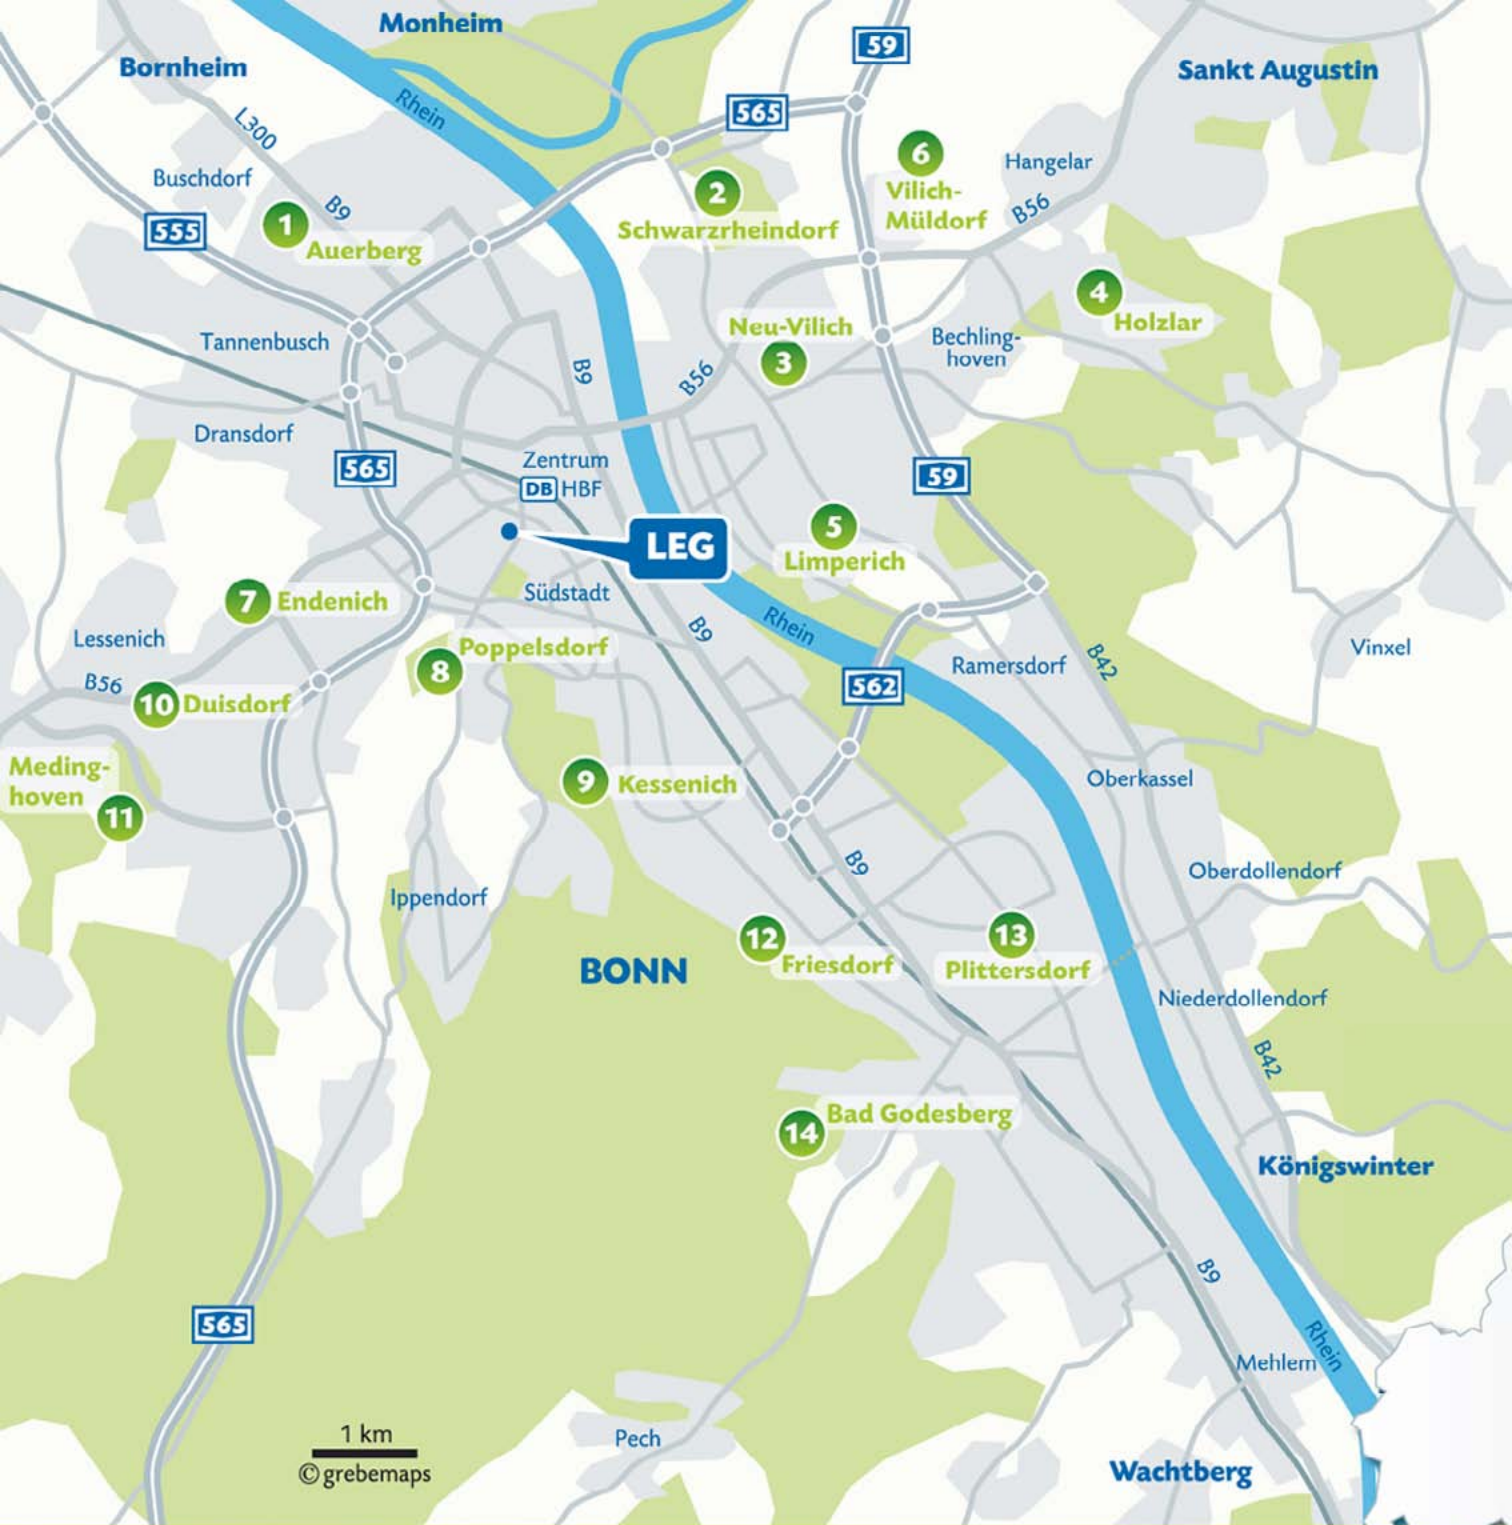 Monheim
59
Bornheim
Sankt Augustin
Rhein
565
L300
6
Hangelar
Buschdorf
2
Vilich-
Müldorf
B56
B9
1
555
Schwarzrheindorf
Auerberg
4
Holzlar
Neu-Vilich
Tannenbusch
Bechling-
hoven
3
B9
B56
Dransdorf
Zentrum
565
59
DB HBF
5
LEG
Limperich
Südstadt
7 Endenich
Rhein
B9
Lessenich
Poppelsdorf
Vinxel
8
Ramersdorf
B42
B56
562
10 Duisdorf
Meding-
hoven
11
9 Kessenich
Oberkassel
B9
Oberdollendorf
Ippendorf
12
13
Friesdorf
Plittersdorf
BONN
Niederdollendorf
B42
Bad Godesberg
14
Königswinter
B9
565
Rhein
Mehlem
1 km
Pech
© grebemaps
Wachtberg